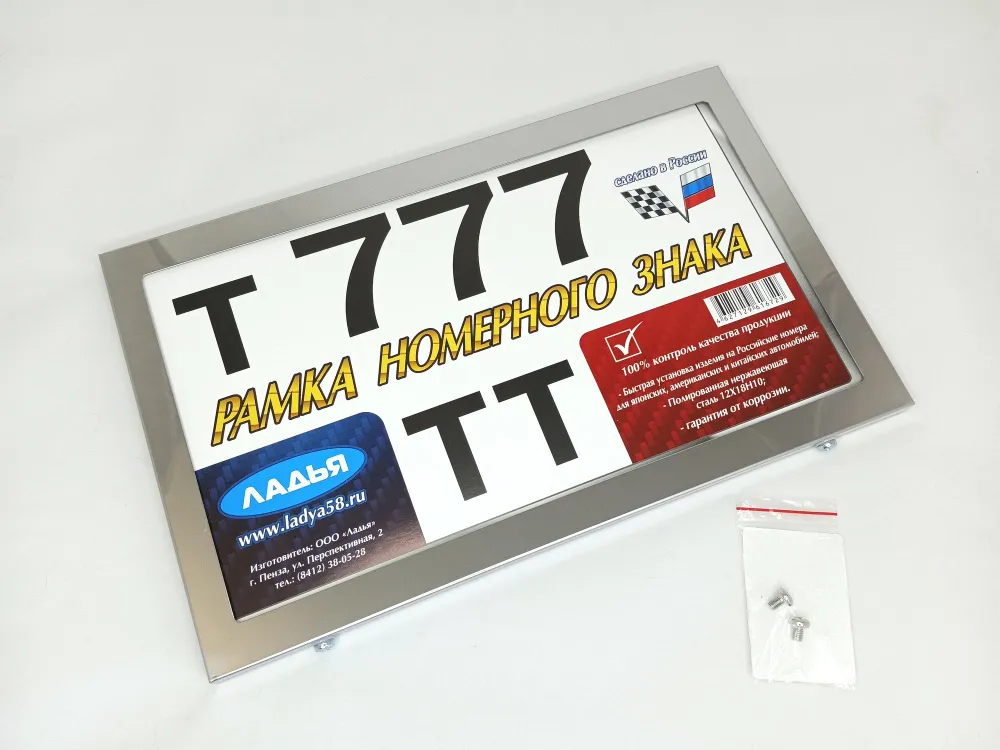 сделано в России
Т 777
РАМКА НОМЕРНОГО ЗНАКА
ТТ
4627129616729
100% контроль качества продукции
- Быстрая установка изделия на Российские номера
для японских, американских и китайских автомобилей;
- Полированная нержавеющая
сталь 12Х18Н10;
- гарантия от коррозии.
ЛАДЬЯ
www.ladya58.ru
Изготовитель: ООО «Ладья»
г. Пенза, ул. Перспективная, 2
тел.: (8412) 38-05-28